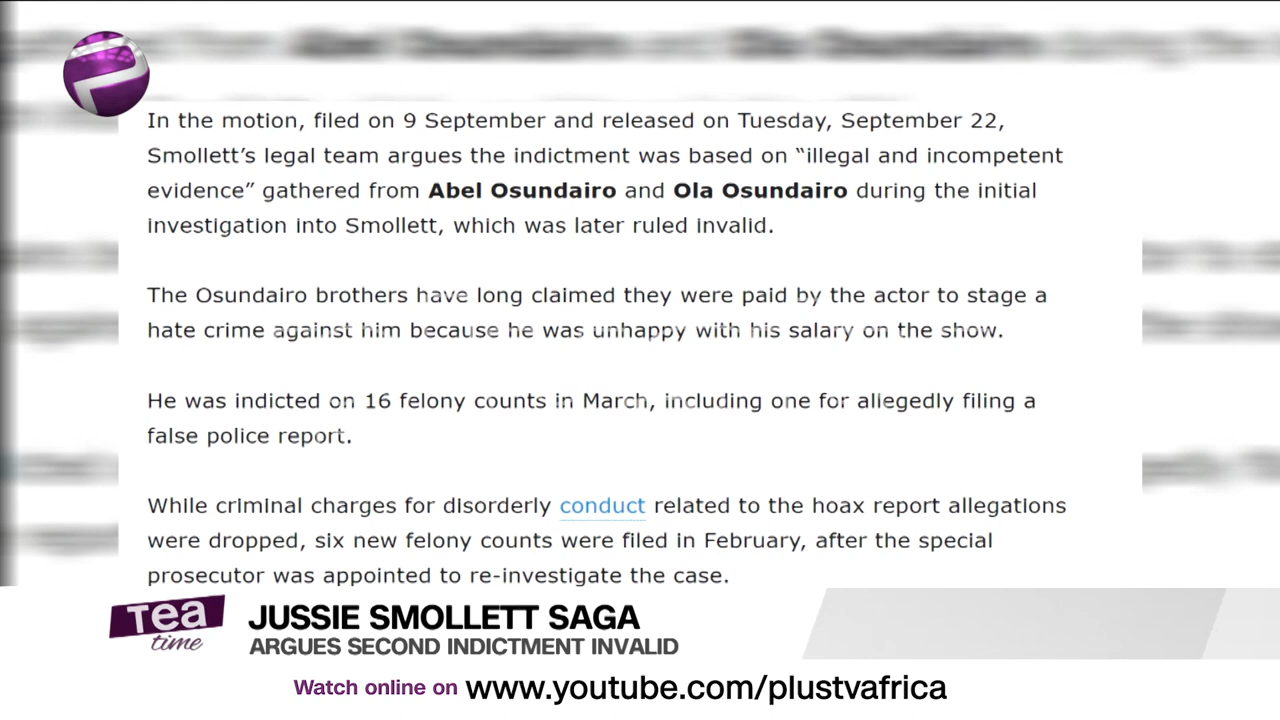 In the motion, filed on 9 September and released on Tuesday, September 22,
Smollett’s legal team argues the indictment was based on “illegal and incompetent
evidence” gathered from Abel Osundairo and Ola Osundairo during the initial
investigation into Smollett, which was later ruled invalid.
The Osundairo brothers have long claimed they were paid by the actor to stage a
hate crime against him because he was unhappy with his salary on the show.
He was indicted on 16 felony counts in March, including one for allegedly filing a
false police report.
While criminal charges for disorderly conduct related to the hoax report allegations
were dropped, six new felony counts were filed in February, after the special
prosecutor was appointed to re-investigate the case.
Tea
time
JUSSIE SMOLLETT SAGA
ARGUES SECOND INDICTMENT INVALID
Watch online on www.youtube.com/plustvafrica